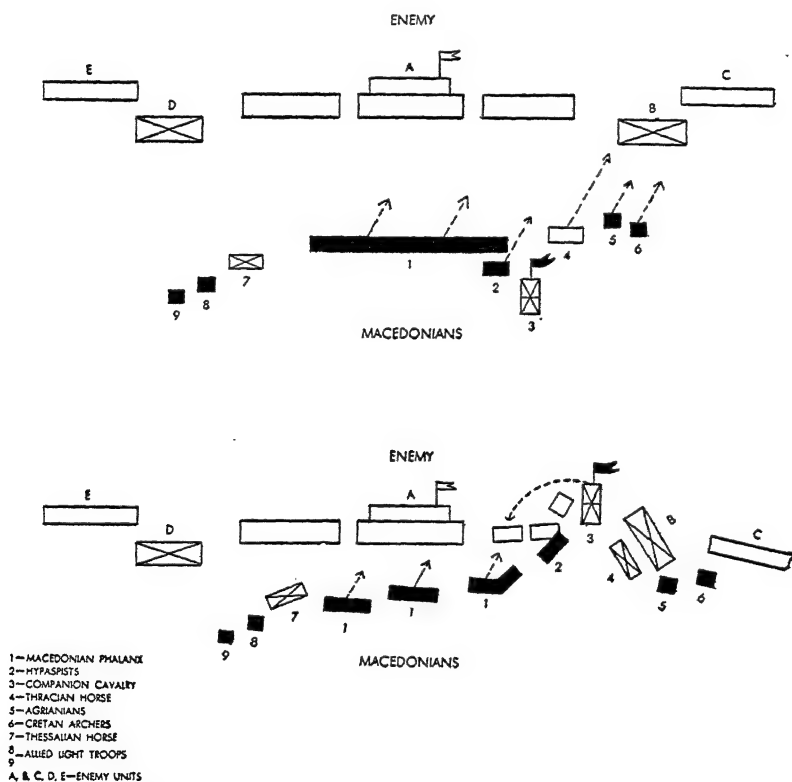 ENEMY
E
D
A
B
C
1
2
3
4
5
6
7
8
9
MACEDONIANS
ENEMY
E
D
A
B
C
1
1
1
2
3
4
5
6
7
8
9
MACEDONIANS
1—MACEDONIAN PHALANX
2—HYPASPISTS
3—COMPANION CAVALRY
4—THRACIAN HORSE
5—AGRIANIANS
6—CRETAN ARCHERS
7—THESSALIAN HORSE
8—ALLIED LIGHT TROOPS
9
A, B, C, D, E—ENEMY UNITS